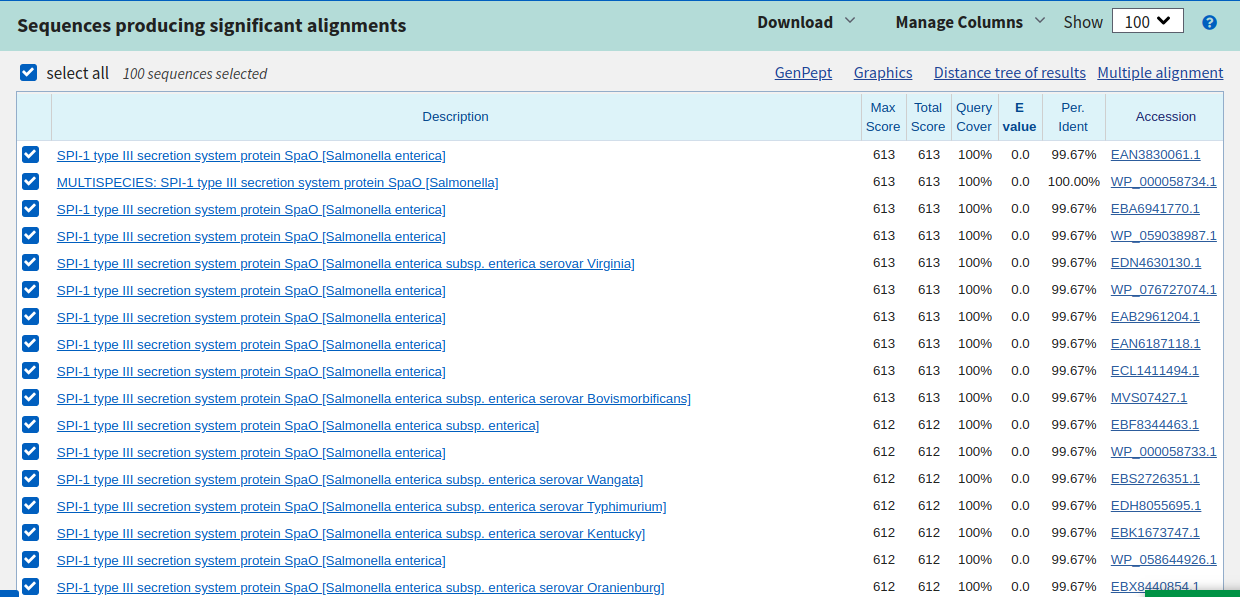 Sequences producing significant alignments Download Manage Columns Show 100 ?
select all 100 sequences selected GenPept Graphics Distance tree of results Multiple alignment
Description Max Score Total Score Query Cover E value Per. Ident Accession
SPI-1 type III secretion system protein SpaO [Salmonella enterica] 613 613 100% 0.0 99.67% EAN3830061.1
MULTISPECIES: SPI-1 type III secretion system protein SpaO [Salmonella] 613 613 100% 0.0 100.00% WP_000058734.1
SPI-1 type III secretion system protein SpaO [Salmonella enterica] 613 613 100% 0.0 99.67% EBA6941770.1
SPI-1 type III secretion system protein SpaO [Salmonella enterica] 613 613 100% 0.0 99.67% WP_059038987.1
SPI-1 type III secretion system protein SpaO [Salmonella enterica subsp. enterica serovar Virginia] 613 613 100% 0.0 99.67% EDN4630130.1
SPI-1 type III secretion system protein SpaO [Salmonella enterica] 613 613 100% 0.0 99.67% WP_076727074.1
SPI-1 type III secretion system protein SpaO [Salmonella enterica] 613 613 100% 0.0 99.67% EAB2961204.1
SPI-1 type III secretion system protein SpaO [Salmonella enterica] 613 613 100% 0.0 99.67% EAN6187118.1
SPI-1 type III secretion system protein SpaO [Salmonella enterica] 613 613 100% 0.0 99.67% ECL1411494.1
SPI-1 type III secretion system protein SpaO [Salmonella enterica subsp. enterica serovar Bovismorbificans] 613 613 100% 0.0 99.67% MVS07427.1
SPI-1 type III secretion system protein SpaO [Salmonella enterica subsp. enterica] 612 612 100% 0.0 99.67% EBF8344463.1
SPI-1 type III secretion system protein SpaO [Salmonella enterica] 612 612 100% 0.0 99.67% WP_000058733.1
SPI-1 type III secretion system protein SpaO [Salmonella enterica subsp. enterica serovar Wangata] 612 612 100% 0.0 99.67% EBS2726351.1
SPI-1 type III secretion system protein SpaO [Salmonella enterica subsp. enterica serovar Typhimurium] 612 612 100% 0.0 99.67% EDH8055695.1
SPI-1 type III secretion system protein SpaO [Salmonella enterica subsp. enterica serovar Kentucky] 612 612 100% 0.0 99.67% EBK1673747.1
SPI-1 type III secretion system protein SpaO [Salmonella enterica] 612 612 100% 0.0 99.67% WP_058644926.1
SPI-1 type III secretion system protein SpaO [Salmonella enterica subsp. enterica serovar Oranienburg] 612 612 100% 0.0 99.67% EBX8440854.1